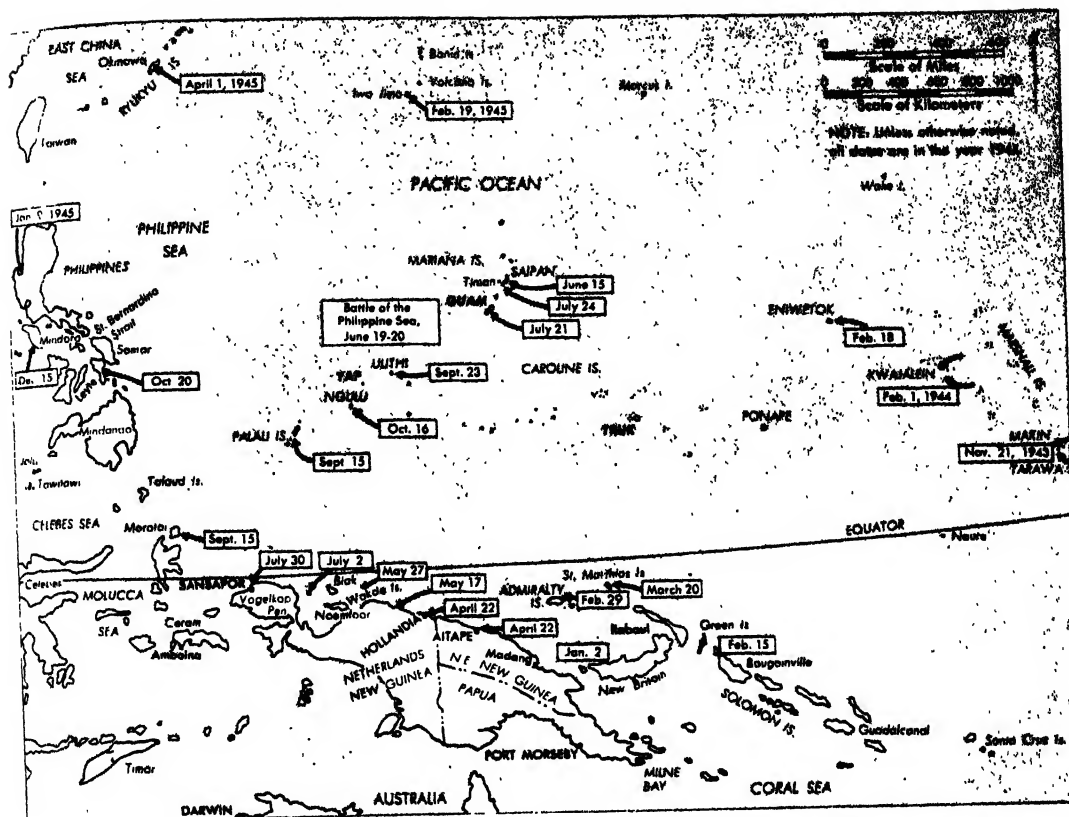 EAST CHINA
SEA
Okinawa
RYUKYU IS
April 1, 1945
Taiwan
Bonin Is
Volcano Is.
Iwo Jima
Feb. 19, 1945
Marcus I.
Scale of Miles
Scale of Kilometers
NOTE: Unless otherwise noted,
all dates are in the year
Wake I.
PACIFIC OCEAN
1945
PHILIPPINE
SEA
PHILIPPINES
St. Bernardino
Strait
Mindoro
Samar
15
Leyte
Oct 20
Mindanao
MARIANA IS.
SAIPAN
Tinian
June 15
July 24
GUAM
July 21
Battle of the
Philippine Sea,
June 19-20
ULITHI
Sept. 23
YAP
NGULU
Oct. 16
CAROLINE IS.
PALAU IS.
Sept 15
TRUK
PONAPE
ENIWETOK
Feb. 18
KWAJALEIN
Feb. 1, 1944
MARSHALL IS.
MAKIN
Nov. 21, 1943
TARAWA
Tawitawi
Talaud Is.
CELEBES SEA
Morotai
Sept. 15
EQUATOR
Nauru
Celebes
MOLUCCA
SEA
SANSAPOR
July 30
July 2
May 27
May 17
Biak
Wakde Is.
Vogelkop
Pen.
Noemfoor
Ceram
Amboina
HOLLANDIA
April 22
AITAPE
April 22
ADMIRALTY
IS.
Feb. 29
St. Matthias Is
March 20
Rabaul
Green Is
Feb. 15
Jan. 2
Madang
New Britain
Bougainville
SOLOMON IS.
Guadalcanal
Santa Cruz Is.
NETHERLANDS
NEW GUINEA
N E NEW GUINEA
PAPUA
PORT MORSEBY
MILNE
BAY
CORAL SEA
Timor
DARWIN
AUSTRALIA